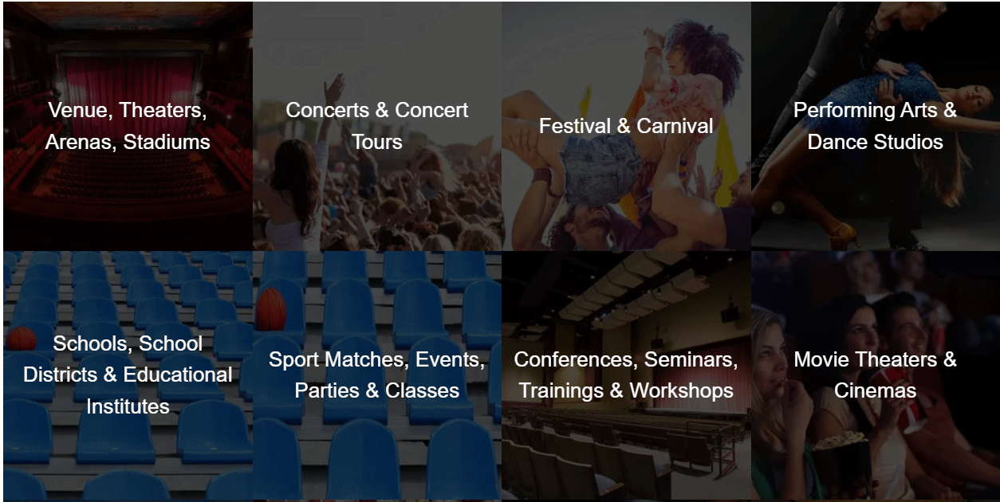 Venue, Theaters,
Arenas, Stadiums
Concerts & Concert
Tours
Festival & Carnival
Performing Arts &
Dance Studios
Schools, School
Districts & Educational
Institutes
Sport Matches, Events,
Parties & Classes
Conferences, Seminars,
Trainings & Workshops
Movie Theaters &
Cinemas